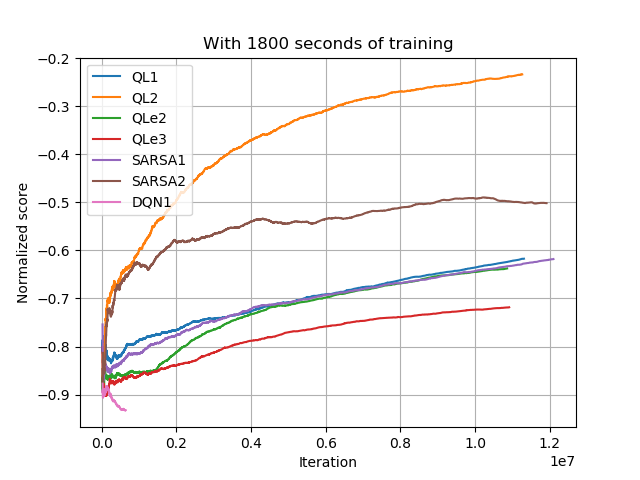 With 1800 seconds of training
Normalized score
−0.2
−0.3
−0.4
−0.5
−0.6
−0.7
−0.8
−0.9
QL1
QL2
QLe2
QLe3
SARSA1
SARSA2
DQN1
0.0 0.2 0.4 0.6 0.8 1.0 1.2
1e7
Iteration